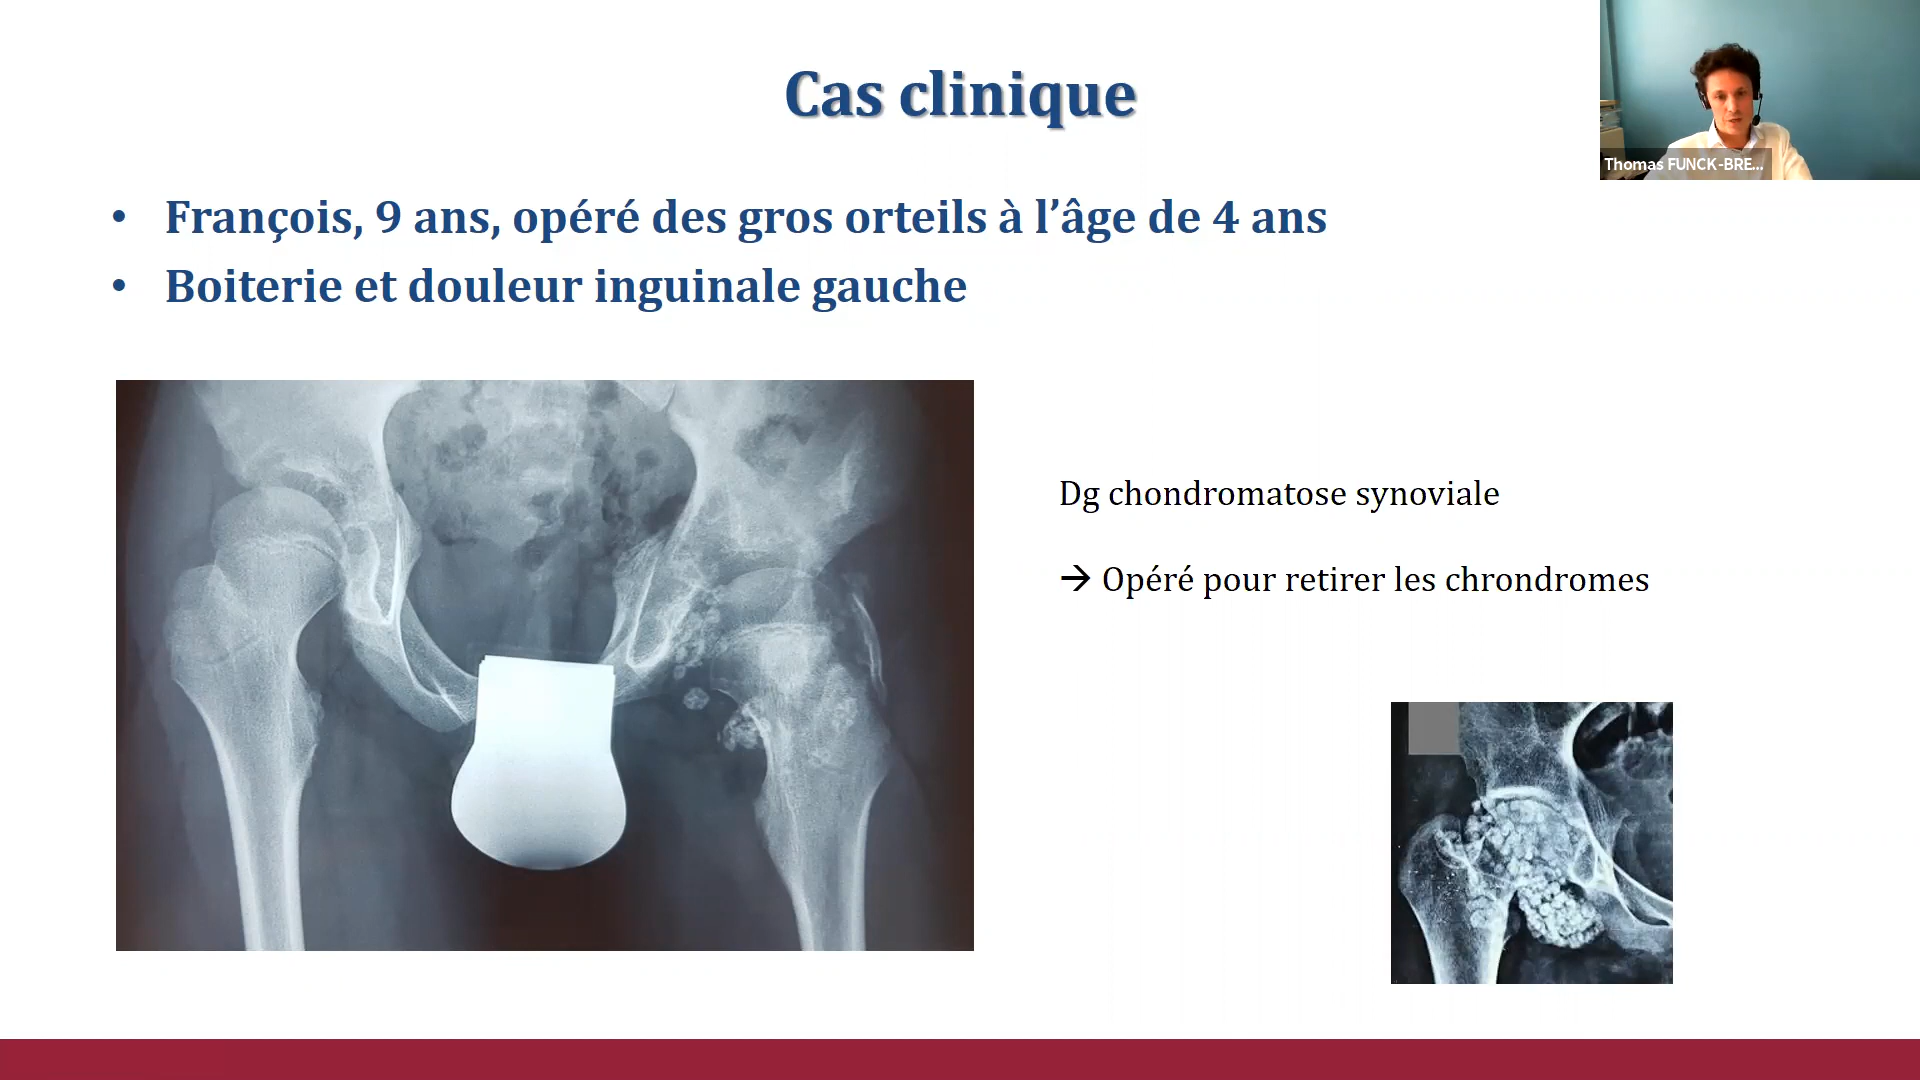 Cas clinique
Thomas FUNCK-BRE...
• François, 9 ans, opéré des gros orteils à l’âge de 4 ans
• Boiterie et douleur inguinale gauche
Dg chondromatose synoviale
→ Opéré pour retirer les chrondromes